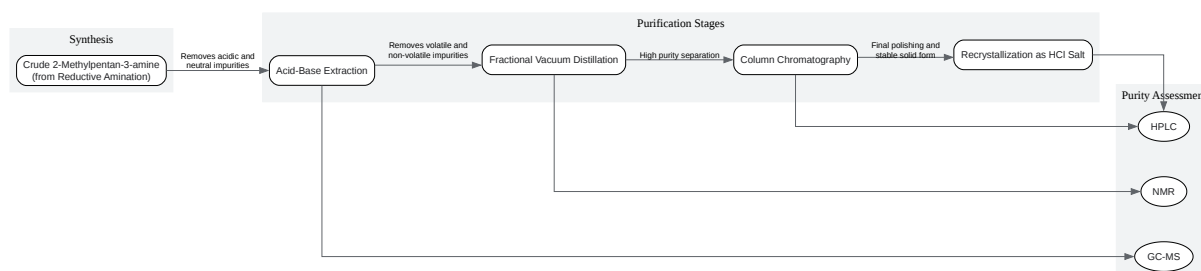 Synthesis
Crude 2-Methylpentan-3-amine
(from Reductive Amination)
Removes acidic and
neutral impurities
Purification Stages
Acid-Base Extraction
Removes volatile and
non-volatile impurities
Fractional Vacuum Distillation
High purity separation
Column Chromatography
Final polishing and
stable solid form
Recrystallization as HCl Salt
Purity Assessmen
HPLC
NMR
GC-MS